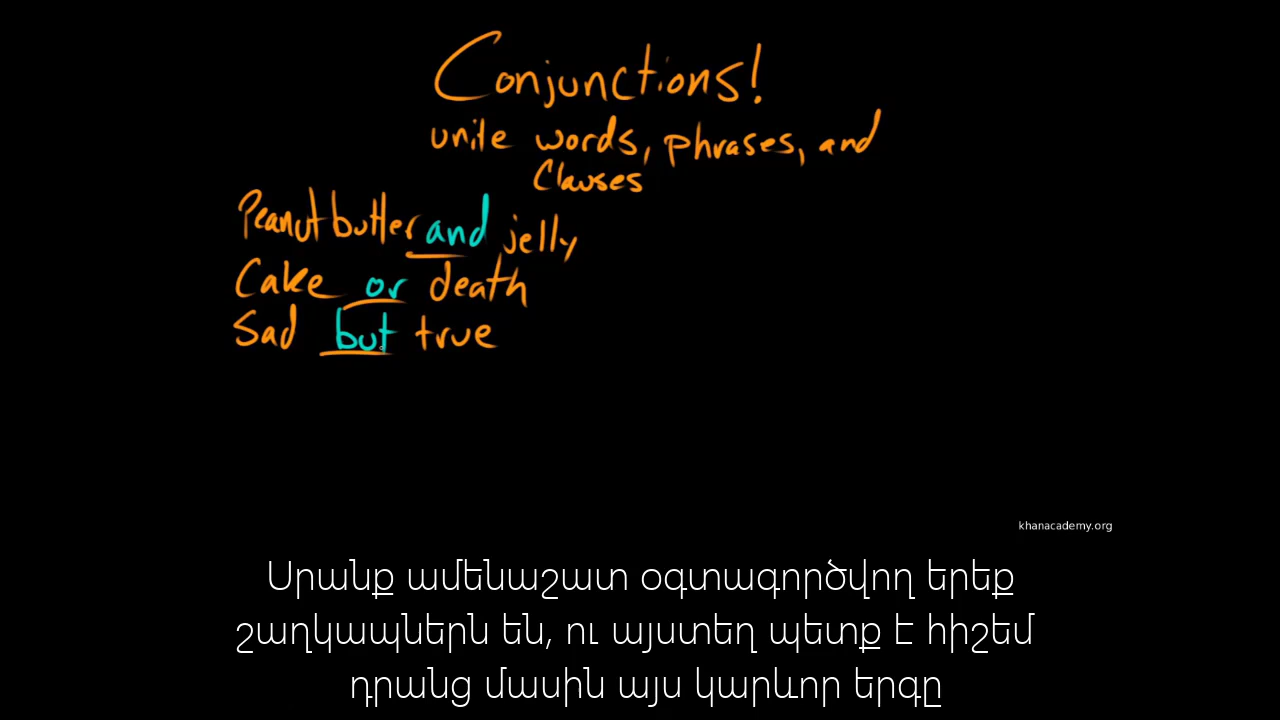 Conjunctions!
unite words, phrases, and
Clauses
Peanut butter and jelly
Cake or death
Sad but true
khanacademy.org
Սրանք ամենաշատ օգտագործվող երեք
շաղկապներն են, ու այստեղ պետք է հիշեմ
դրանց մասին այս կարևոր երգը